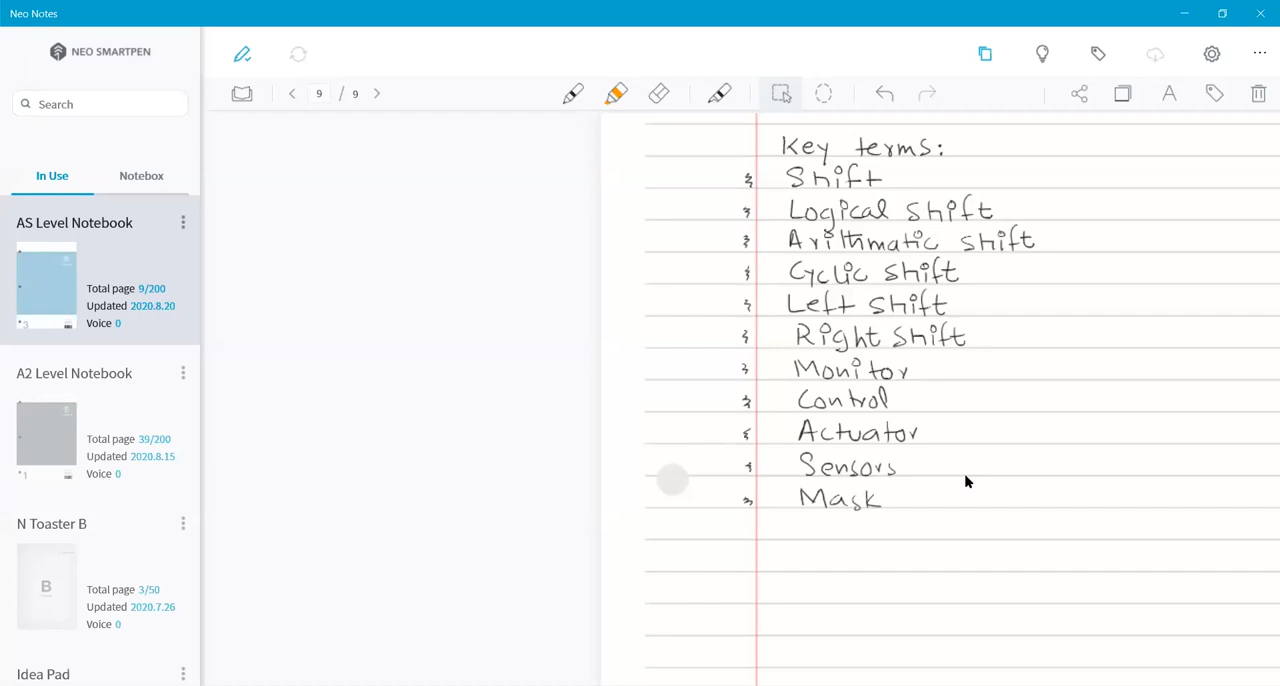 Neo Notes
NEO SMARTPEN
Search
In Use
Notebox
AS Level Notebook
Total page 9/200
Updated 2020.8.20
Voice 0
A2 Level Notebook
Total page 39/200
Updated 2020.8.15
Voice 0
N Toaster B
B
Total page 3/50
Updated 2020.7.26
Voice 0
Idea Pad
9 / 9
Key terms:
Shift
Logical shift
Arithmatic shift
Cyclic shift
Left shift
Right shift
Monitor
Control
Actuator
Sensors
Mask